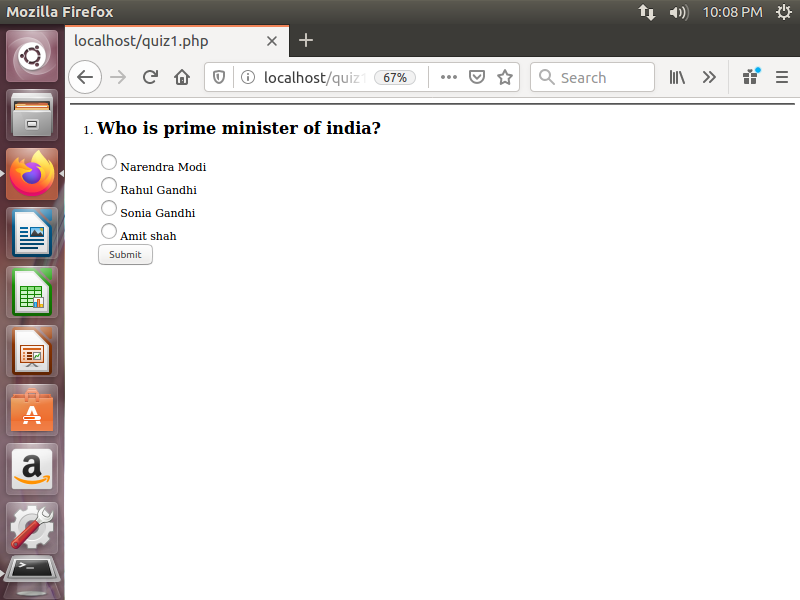 Mozilla Firefox 10:08 PM
localhost/quiz1.php
localhost/quiz1 67% Search
1. Who is prime minister of india?
Narendra Modi
Rahul Gandhi
Sonia Gandhi
Amit shah
Submit